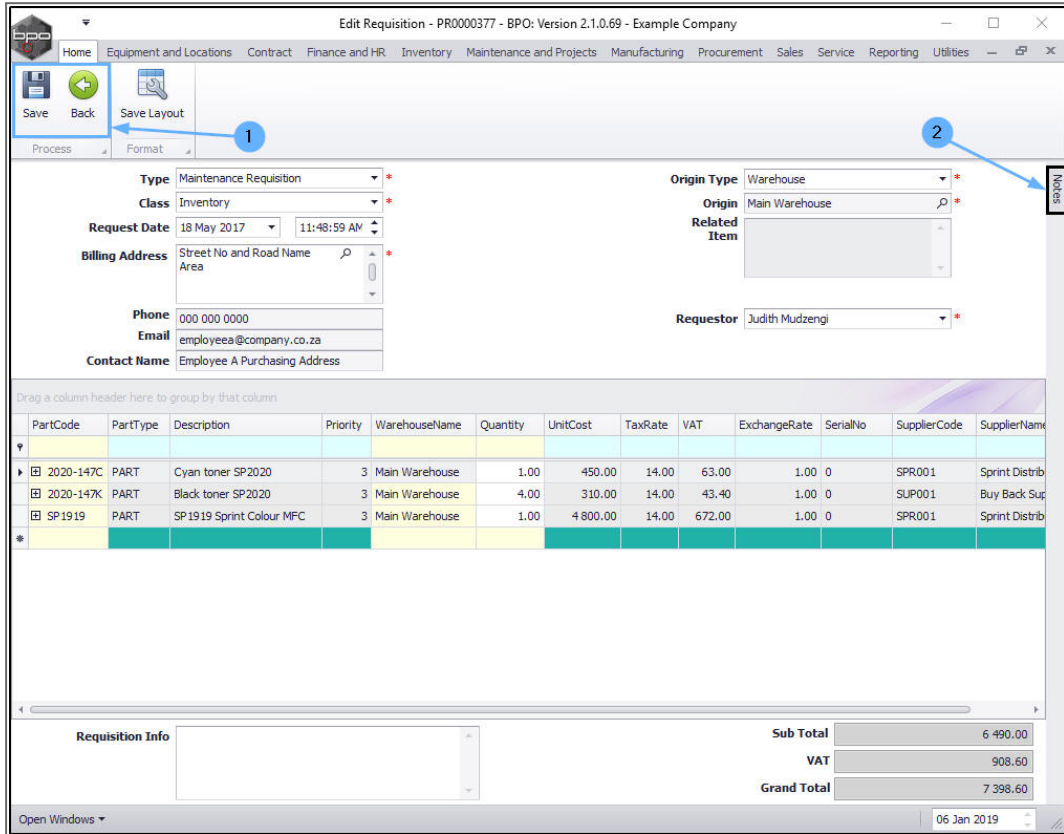 Edit Requisition - PR0000377 - BPO: Version 2.1.0.69 - Example Company
bpo
Home Equipment and Locations Contract Finance and HR Inventory Maintenance and Projects Manufacturing Procurement Sales Service Reporting Utilities
Save Back Save Layout
Process Format
1
2
Notes
Type Maintenance Requisition *
Class Inventory *
Request Date 18 May 2017 11:48:59 AM
Billing Address Street No and Road Name *
Area
Phone 000 000 0000
Email employeea@company.co.za
Contact Name Employee A Purchasing Address
Origin Type Warehouse *
Origin Main Warehouse *
Related
Item
Requestor Judith Mudzengi *
Drag a column header here to group by that column
PartCode PartType Description Priority WarehouseName Quantity UnitCost TaxRate VAT ExchangeRate SerialNo SupplierCode SupplierName
2020-147C PART Cyan toner SP2020 3 Main Warehouse 1.00 450.00 14.00 63.00 1.00 0 SPR001 Sprint Distrib
2020-147K PART Black toner SP2020 3 Main Warehouse 4.00 310.00 14.00 43.40 1.00 0 SUP001 Buy Back Sup
SP1919 PART SP1919 Sprint Colour MFC 3 Main Warehouse 1.00 4 800.00 14.00 672.00 1.00 0 SPR001 Sprint Distrib
Requisition Info
Sub Total 6 490.00
VAT 908.60
Grand Total 7 398.60
Open Windows 06 Jan 2019